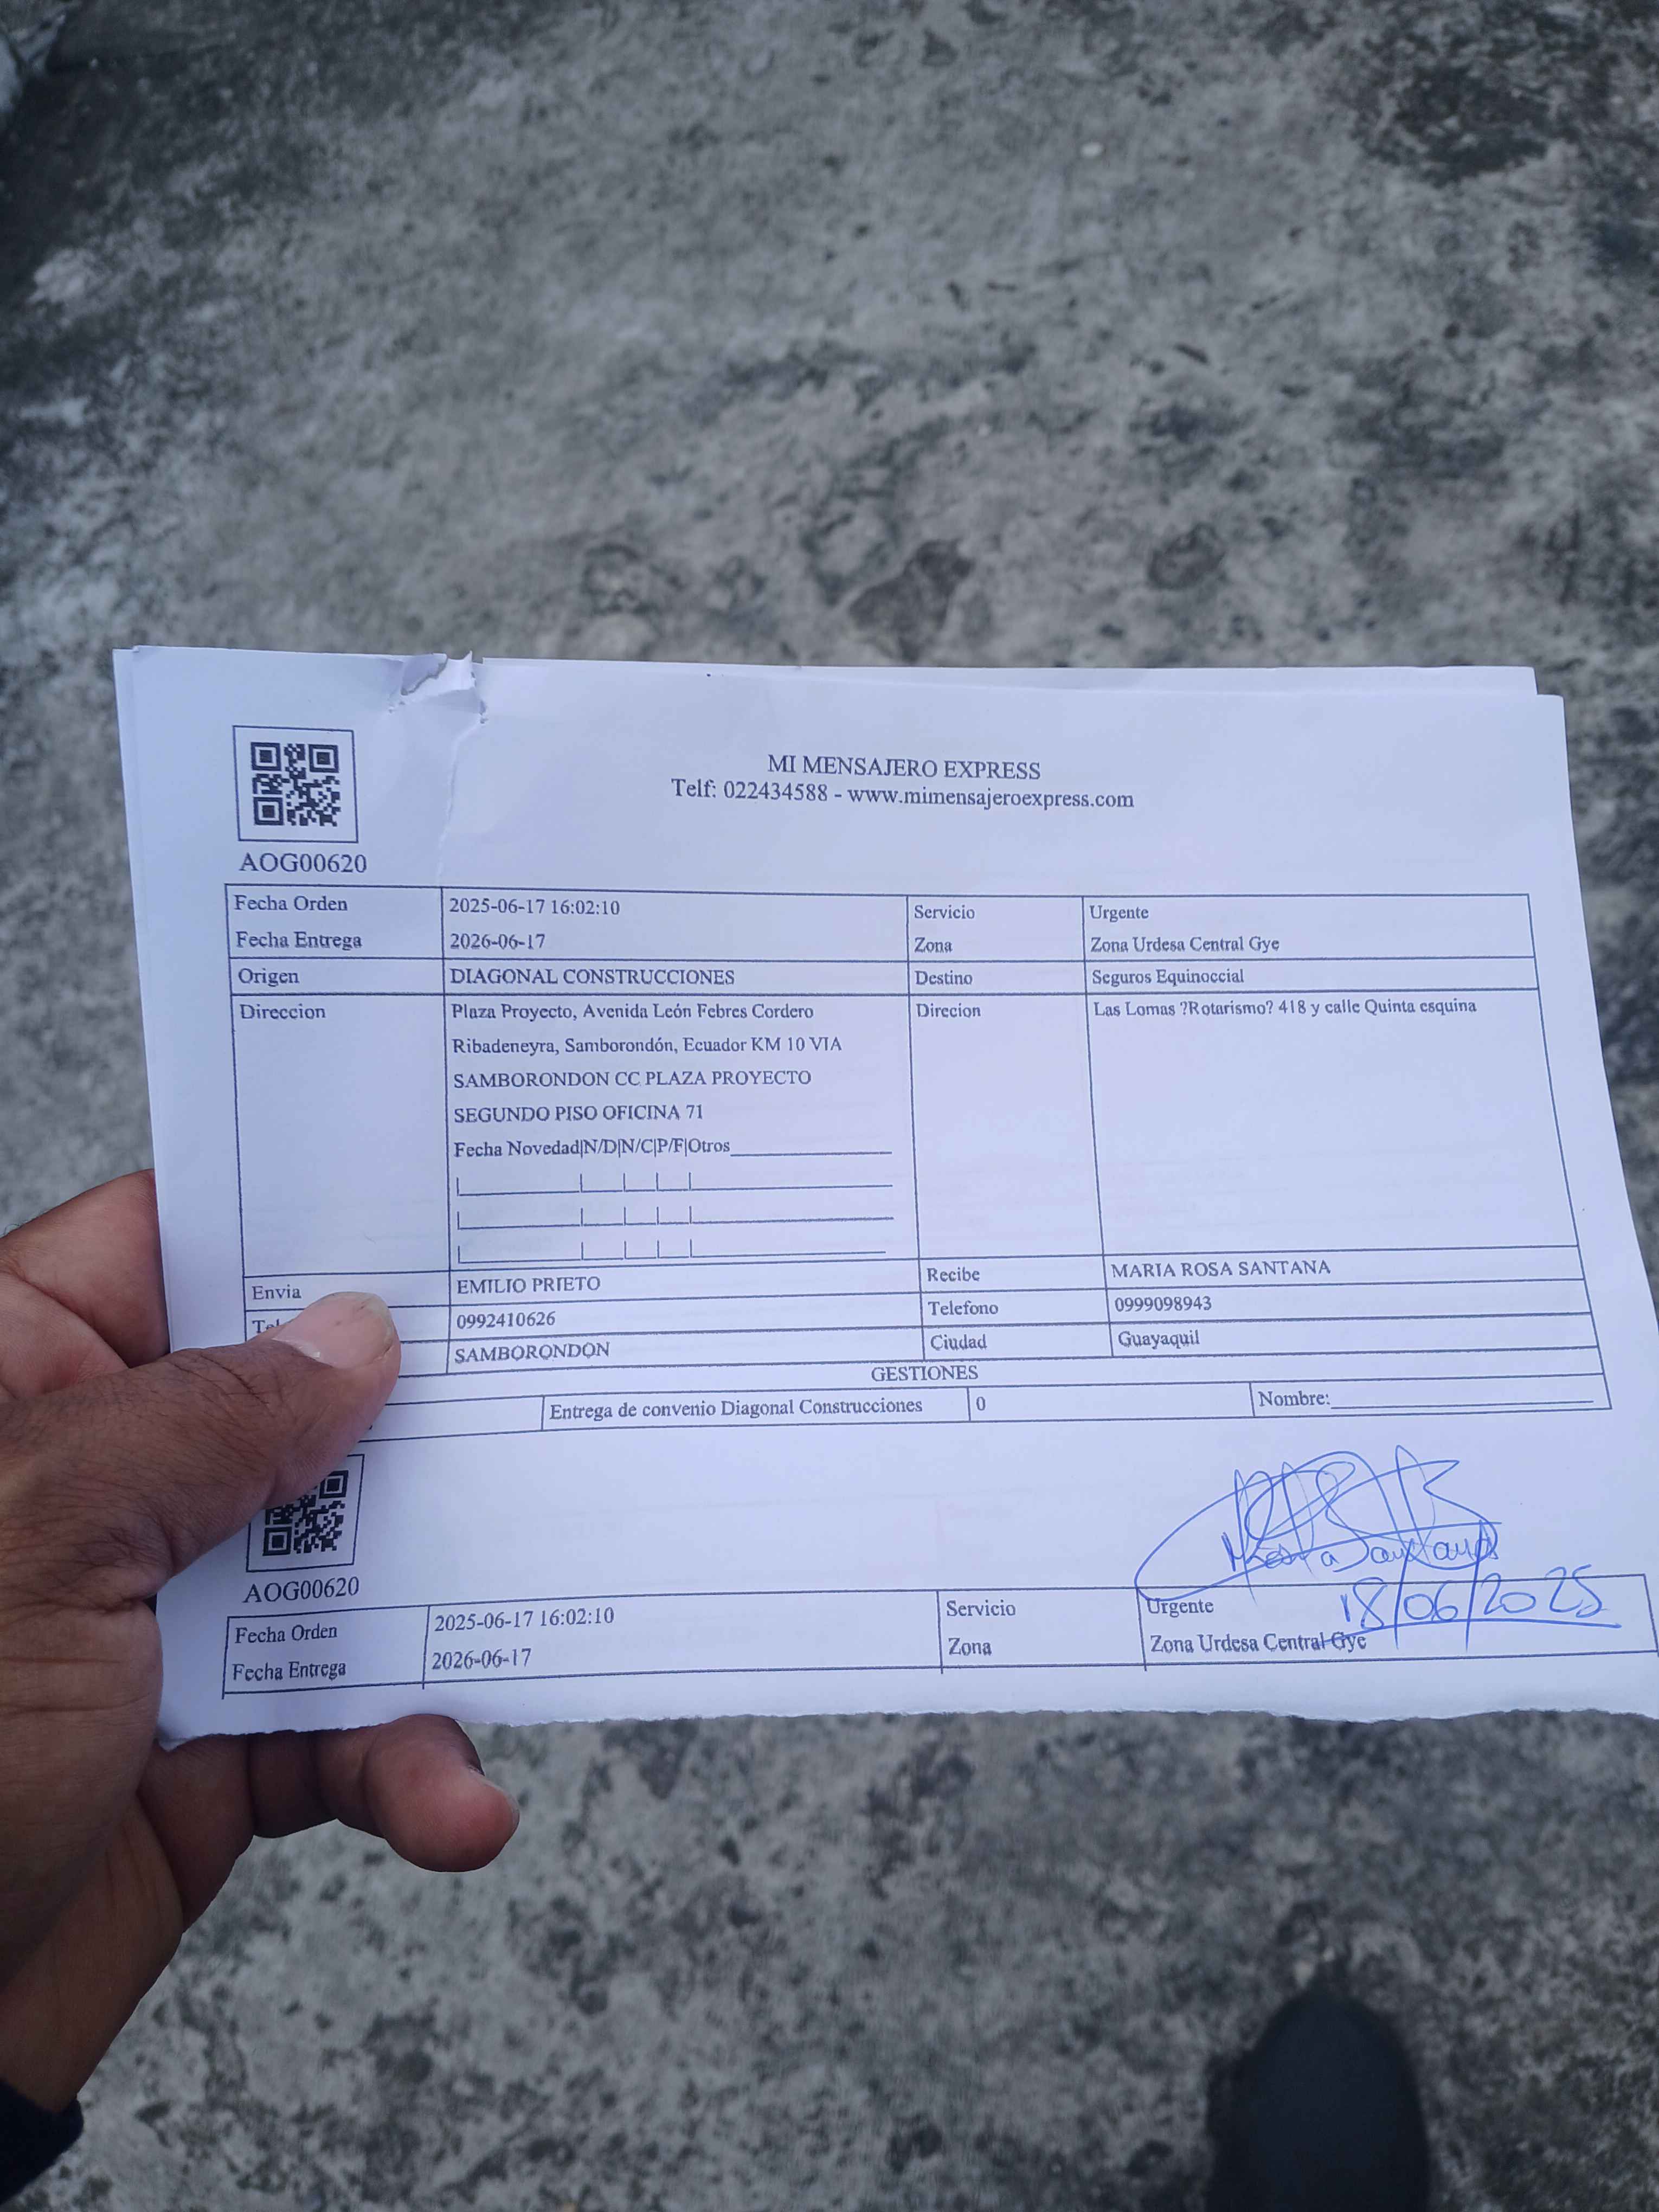 MI MENSAJERO EXPRESS
Telf: 022434588 - www.mimensajeroexpress.com
AOG00620
Fecha Orden 2025-06-17 16:02:10 Servicio Urgente
Fecha Entrega 2026-06-17 Zona Zona Urdesa Central Gye
Origen DIAGONAL CONSTRUCCIONES Destino Seguros Equinoccial
Direccion Plaza Proyecto, Avenida León Febres Cordero Direcion Las Lomas ?Rotarismo? 418 y calle Quinta esquina
Ribadeneyra, Samborondón, Ecuador KM 10 VIA
SAMBORONDON CC PLAZA PROYECTO
SEGUNDO PISO OFICINA 71
Fecha Novedad|N/D|N/C|P/F|Otros
Envia EMILIO PRIETO Recibe MARIA ROSA SANTANA
0992410626 Telefono 0999098943
SAMBORONDON Ciudad Guayaquil
GESTIONES
Entrega de convenio Diagonal Construcciones 0 Nombre:
AOG00620
18/06/2025
Fecha Orden 2025-06-17 16:02:10 Servicio Urgente
Fecha Entrega 2026-06-17 Zona Zona Urdesa Central Gye